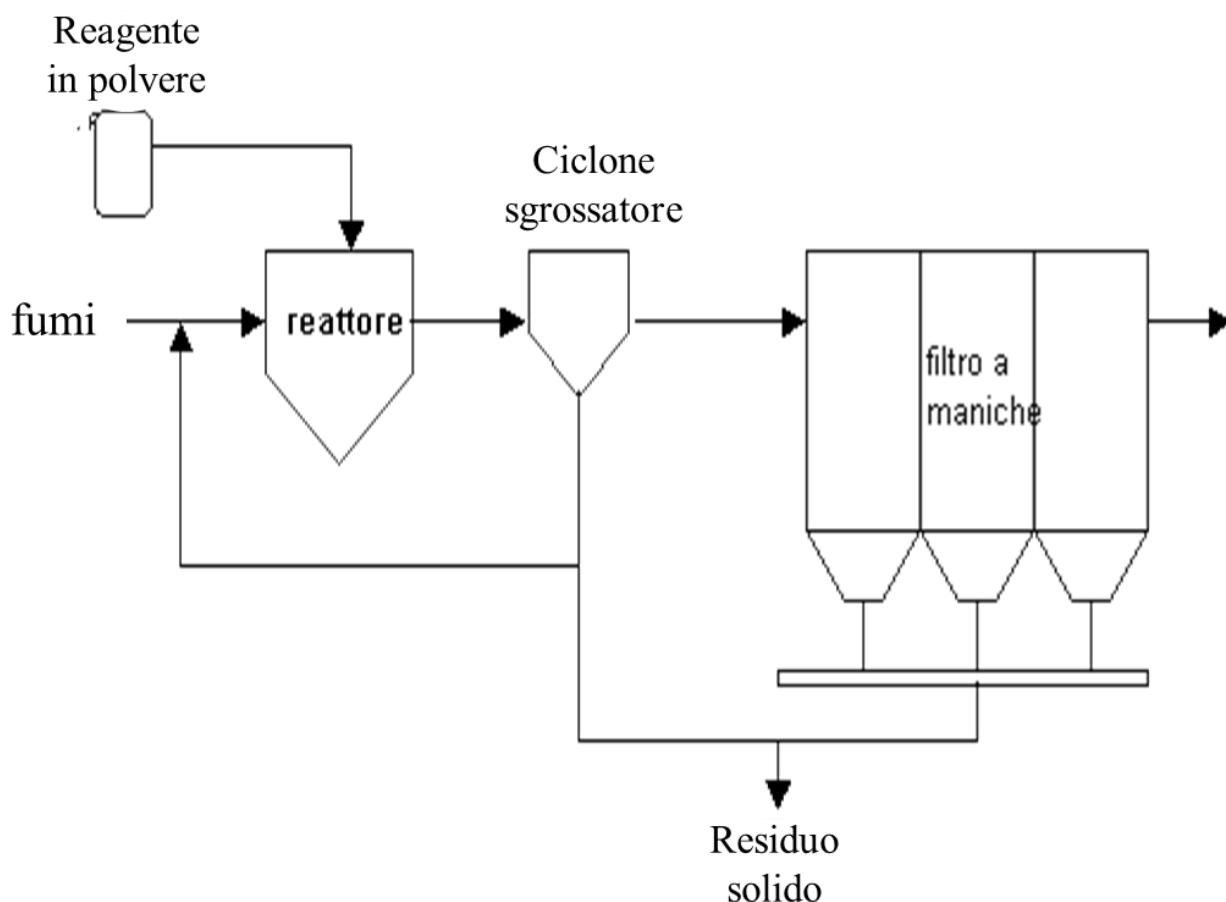 Reagente
in polvere
Ciclone
sgrossatore
fumi
reattore
filtro a
maniche
Residuo
solido